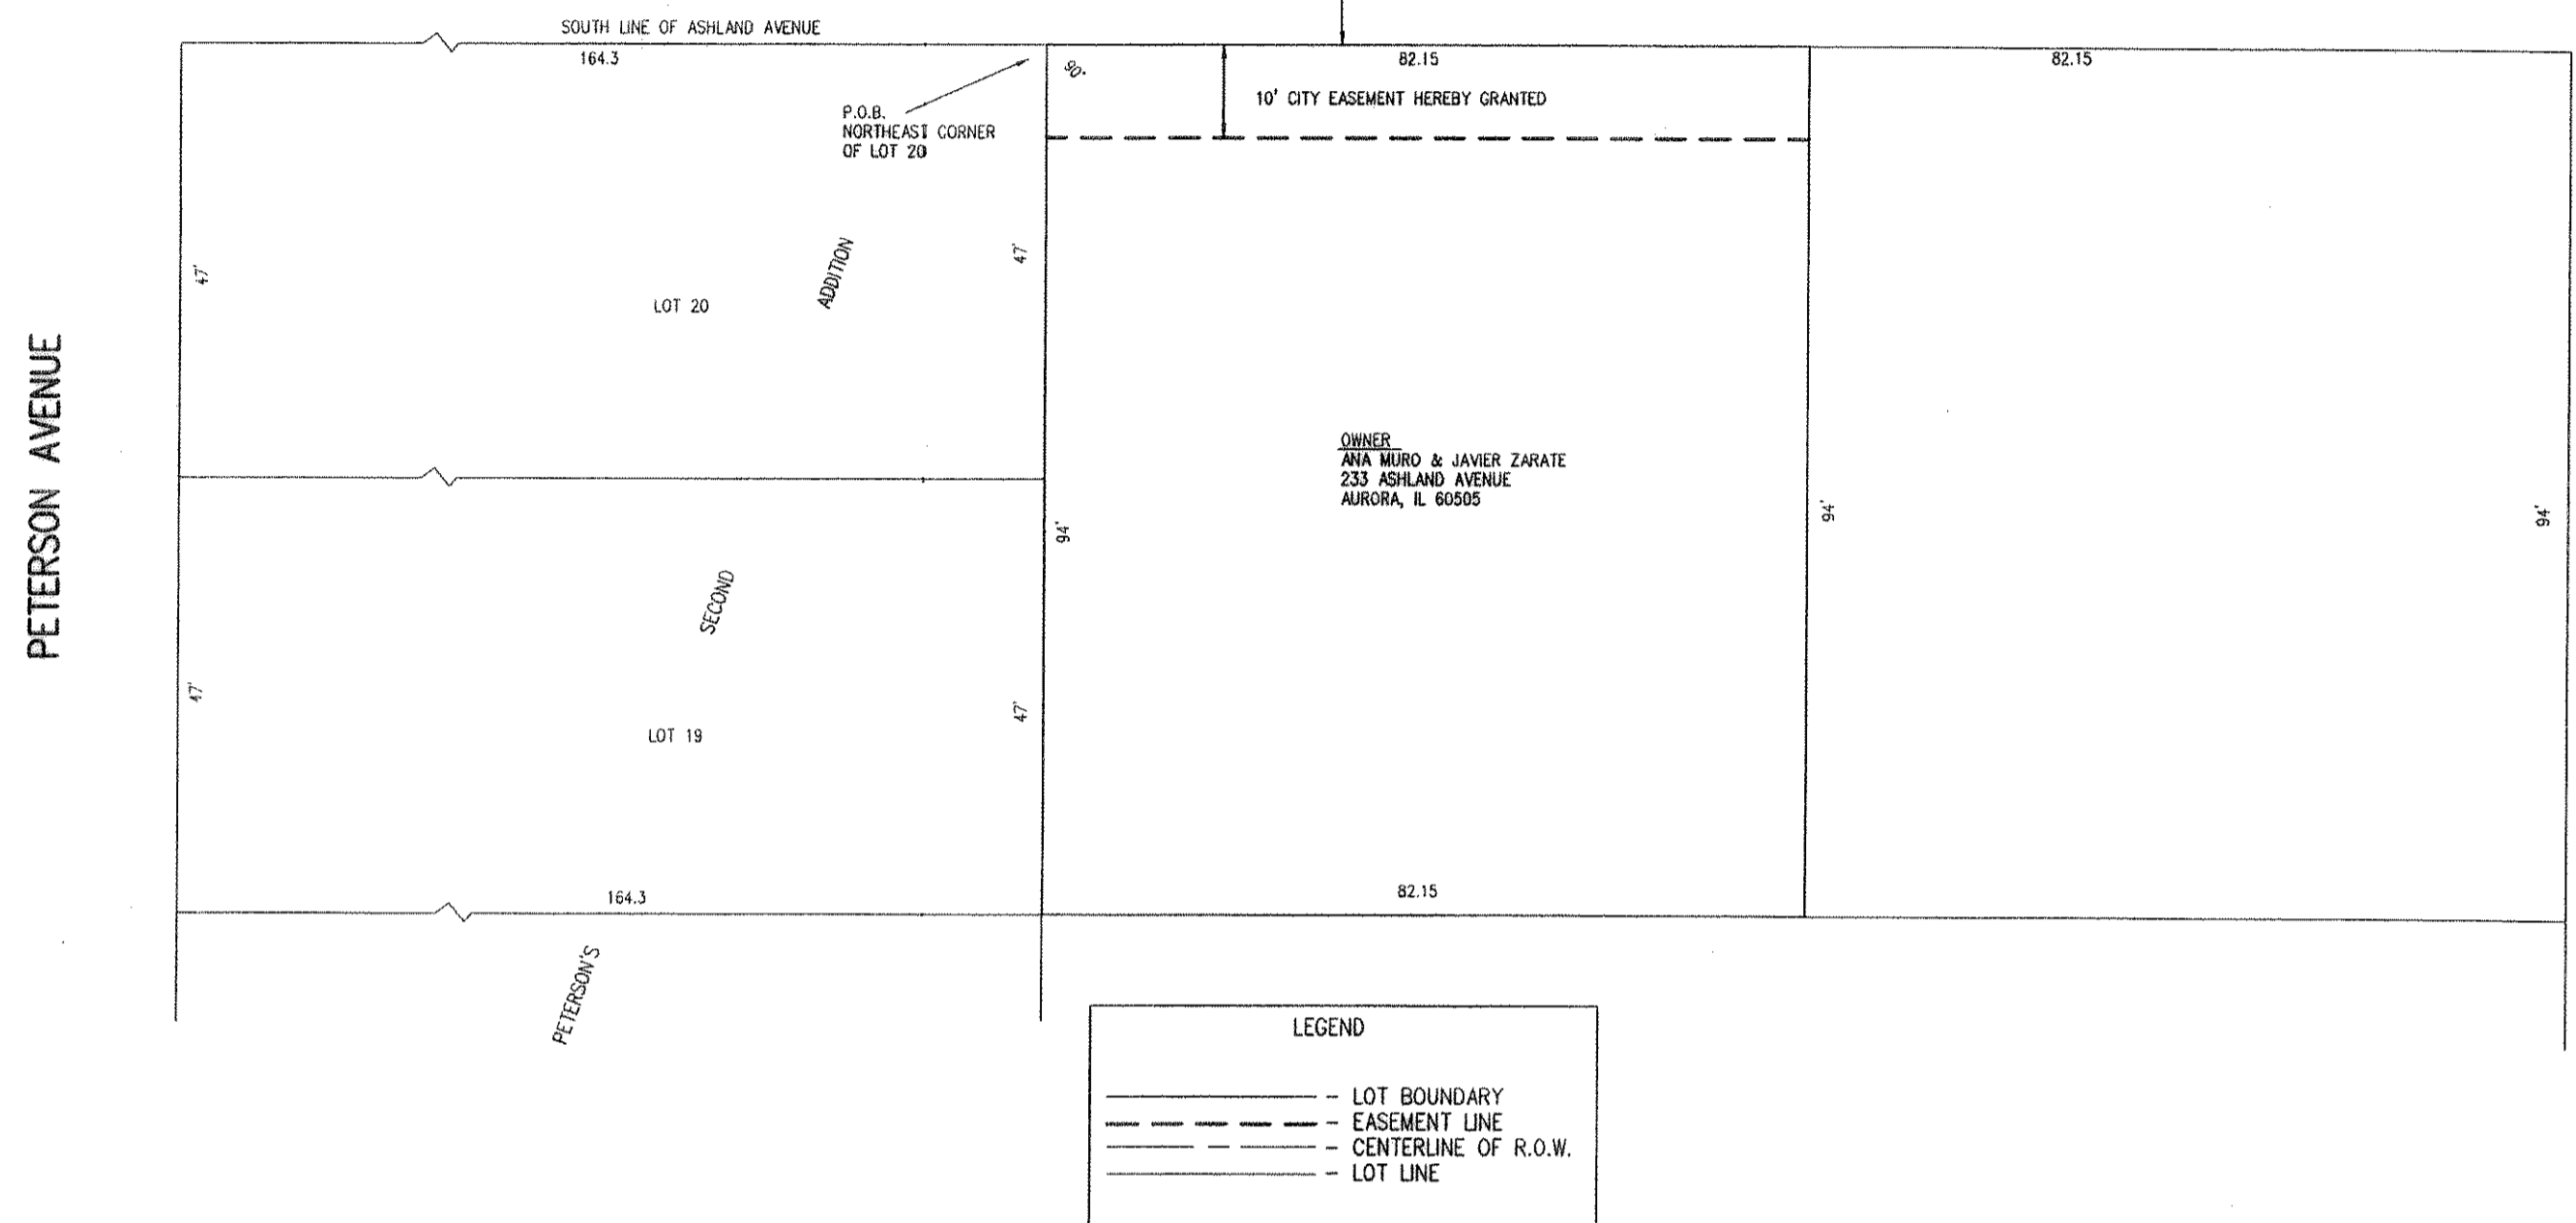 SOUTH LINE OF ASHLAND AVENUE
164.3
82.15
82.15
90°
10' CITY EASEMENT HEREBY GRANTED
P.O.B.
NORTHEAST CORNER
OF LOT 20
47'
47'
ADDITION
LOT 20
PETERSON AVENUE
OWNER
ANA MURO & JAVIER ZARATE
233 ASHLAND AVENUE
AURORA, IL 60505
94'
94'
94'
SECOND
47'
47'
LOT 19
164.3
82.15
PETERSON'S
LEGEND
- LOT BOUNDARY
- EASEMENT LINE
- CENTERLINE OF R.O.W.
- LOT LINE